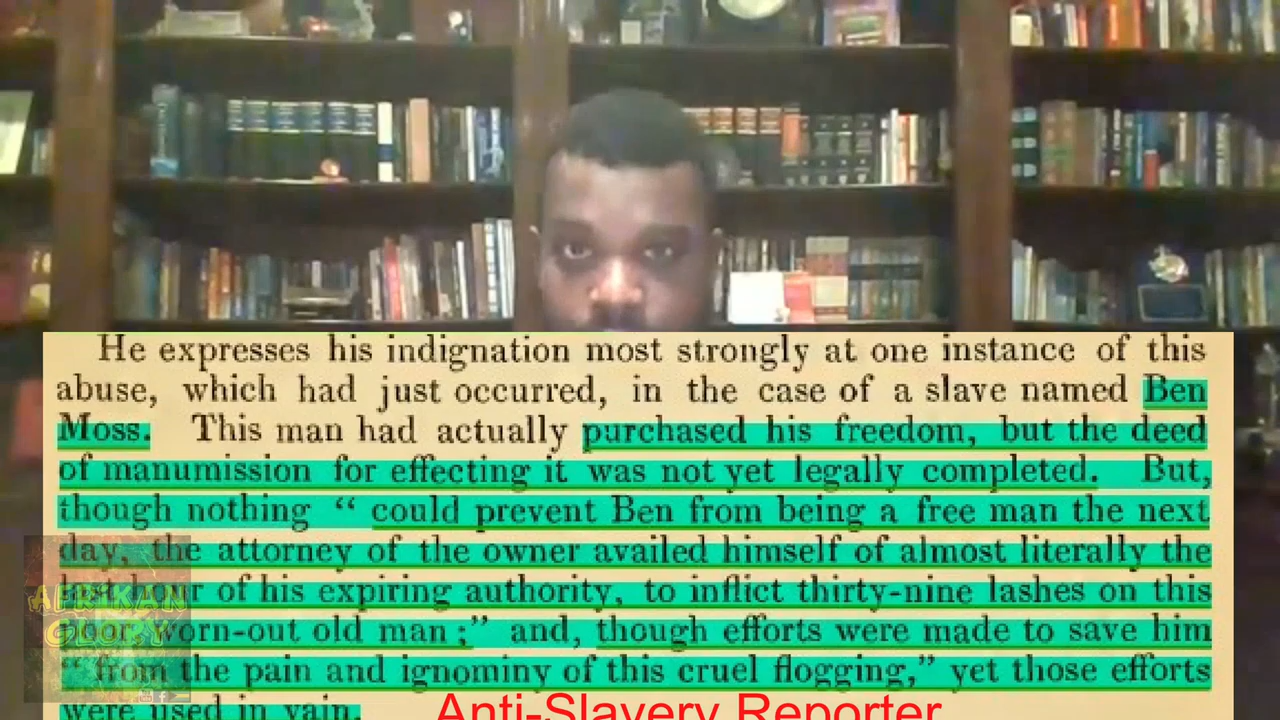 He expresses his indignation most strongly at one instance of this
abuse, which had just occurred, in the case of a slave named Ben
Moss. This man had actually purchased his freedom, but the deed
of manumission for effecting it was not yet legally completed. But,
though nothing “ could prevent Ben from being a free man the next
day, the attorney of the owner availed himself of almost literally the
last hour of his expiring authority, to inflict thirty-nine lashes on this
poor, worn-out old man ;” and, though efforts were made to save him
“ from the pain and ignominy of this cruel flogging,” yet those efforts
were used in vain.
Anti-Slavery Reporter
AFRIKAN
GLORY